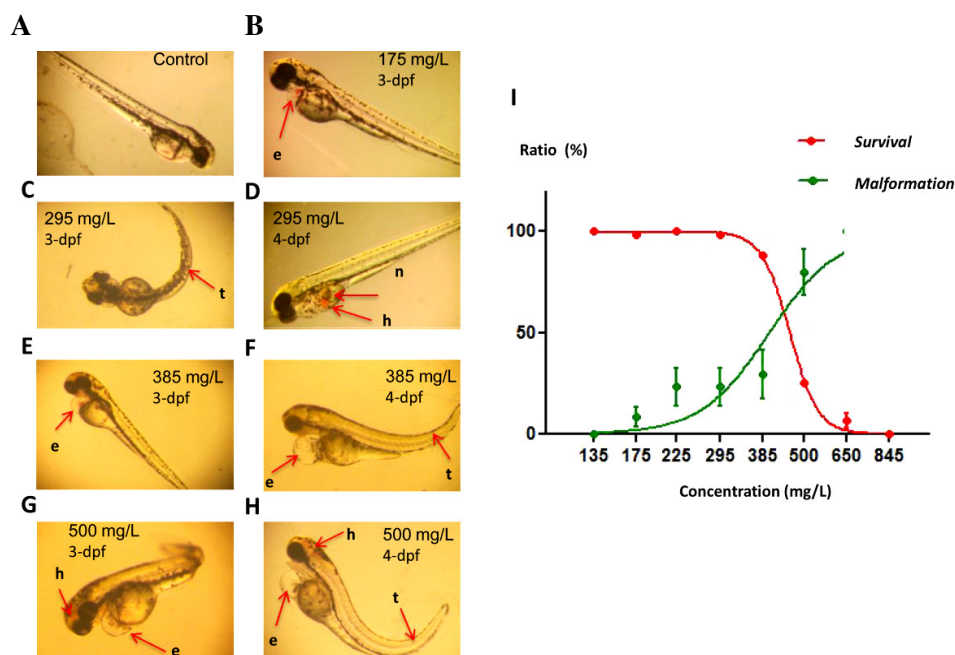 A
Control
B
175 mg/L
3-dpf
e
C
295 mg/L
3-dpf
t
D
295 mg/L
4-dpf
n
h
E
385 mg/L
3-dpf
e
F
385 mg/L
4-dpf
e
t
G
500 mg/L
3-dpf
h
e
H
500 mg/L
4-dpf
h
e
t
I
Ratio (%)
Survival
Malformation
100
50
0
135 175 225 295 385 500 650 845
Concentration (mg/L)